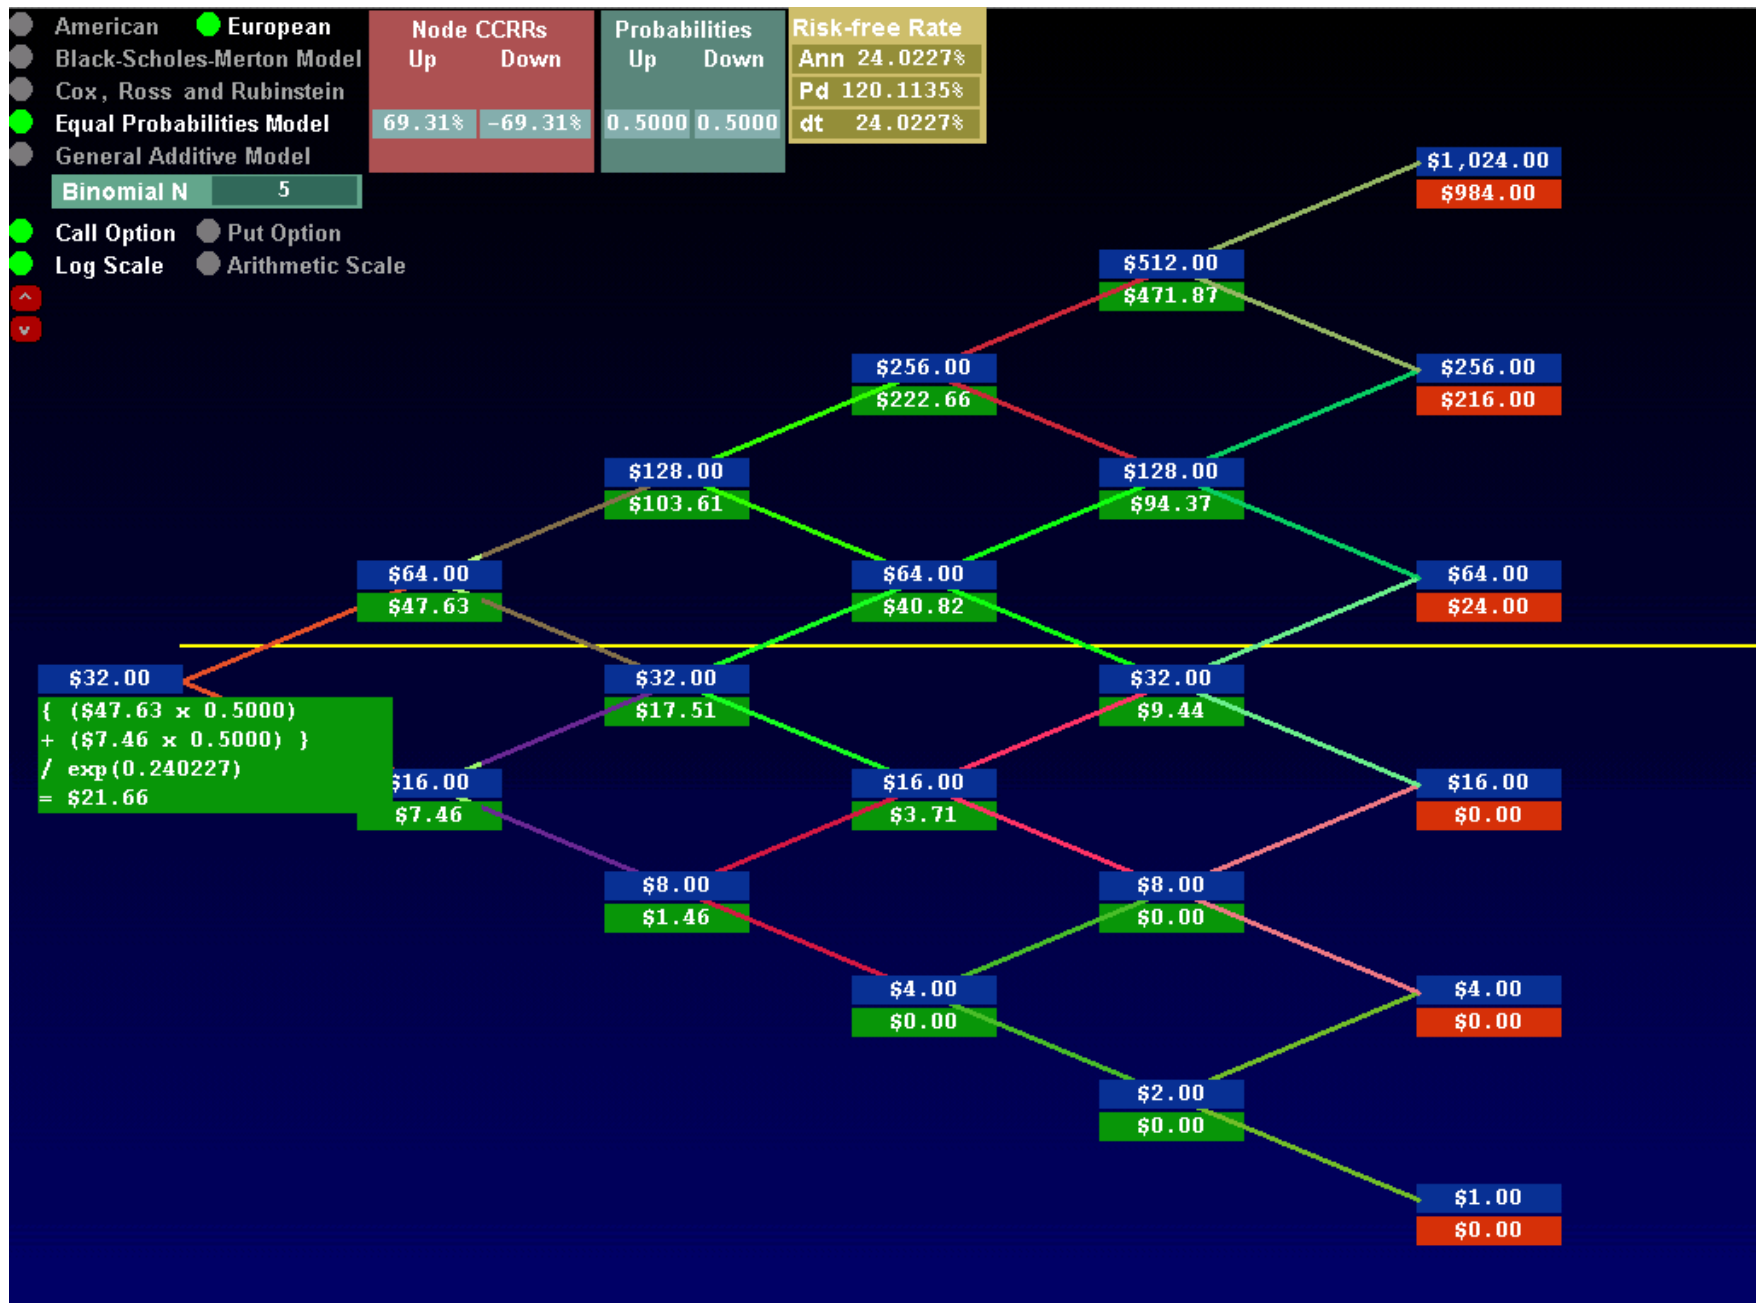 American European
Black-Scholes-Merton Model
Cox, Ross and Rubinstein
Equal Probabilities Model
General Additive Model
Binomial N 5
Call Option Put Option
Log Scale Arithmetic Scale
^
v
Node CCRRs
Up Down
69.31% -69.31%
Probabilities
Up Down
0.5000 0.5000
Risk-free Rate
Ann 24.0227%
Pd 120.1135%
dt 24.0227%
$32.00
{ ($47.63 x 0.5000)
+ ($7.46 x 0.5000) }
/ exp(0.240227)
= $21.66
$64.00
$47.63
$16.00
$7.46
$128.00
$103.61
$32.00
$17.51
$8.00
$1.46
$256.00
$222.66
$64.00
$40.82
$16.00
$3.71
$4.00
$0.00
$512.00
$471.87
$128.00
$94.37
$32.00
$9.44
$8.00
$0.00
$2.00
$0.00
$1,024.00
$984.00
$256.00
$216.00
$64.00
$24.00
$16.00
$0.00
$4.00
$0.00
$1.00
$0.00